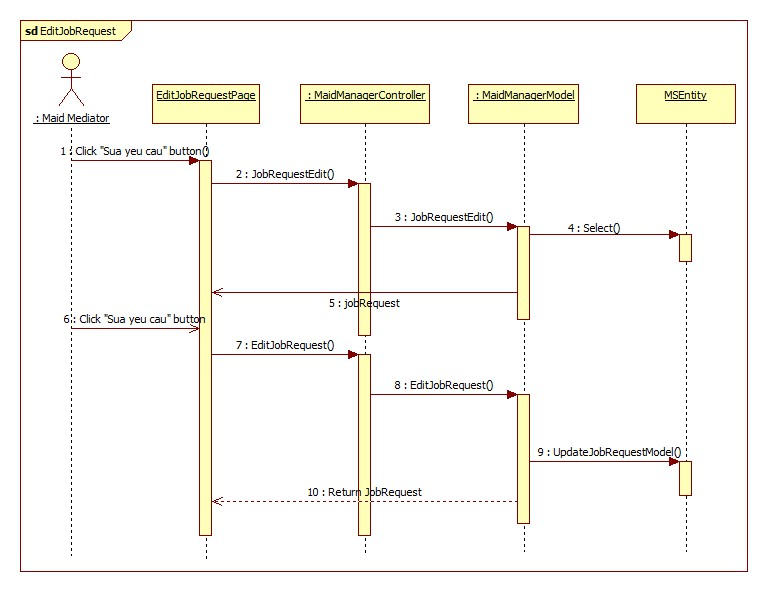 sd EditJobRequest
: Maid Mediator
EditJobRequestPage
: MaidManagerController
: MaidManagerModel
MSEntity
1 : Click "Sua yeu cau" button()
2 : JobRequestEdit()
3 : JobRequestEdit()
4 : Select()
5 : jobRequest
6 : Click "Sua yeu cau" button
7 : EditJobRequest()
8 : EditJobRequest()
9 : UpdateJobRequestModel()
10 : Return JobRequest